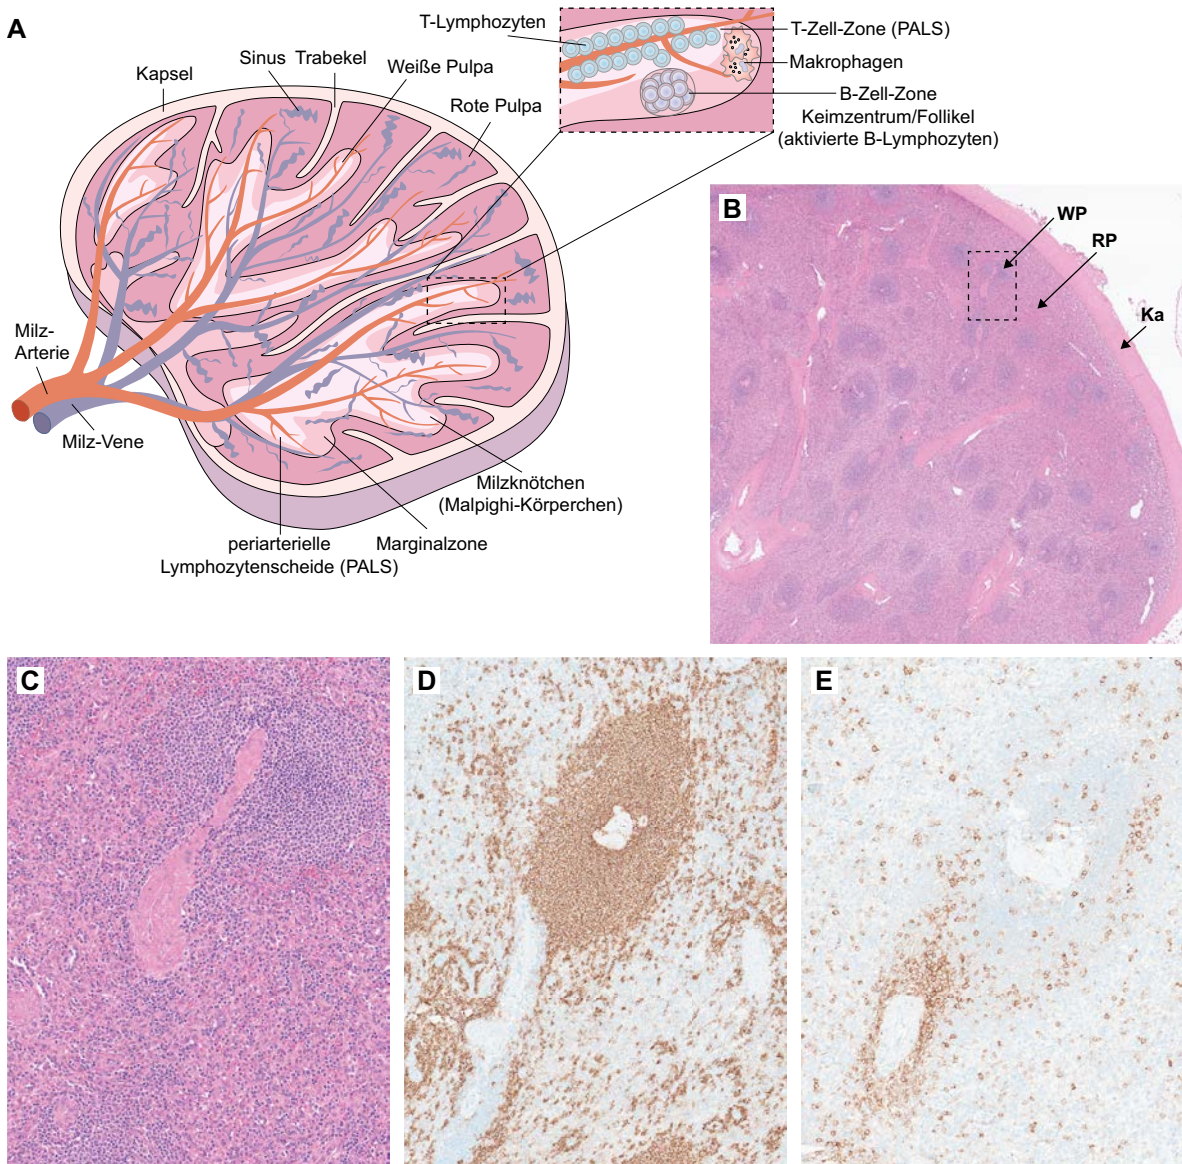 A
Kapsel
Sinus
Trabekel
Weiße Pulpa
Rote Pulpa
T-Lymphozyten
T-Zell-Zone (PALS)
Makrophagen
B-Zell-Zone
Keimzentrum/Follikel
(aktivierte B-Lymphozyten)
Milz-
Arterie
Milz-Vene
Milzknötchen
(Malpighi-Körperchen)
Marginalzone
periarterielle
Lymphozytenscheide (PALS)
B
WP
RP
Ka
C
D
E